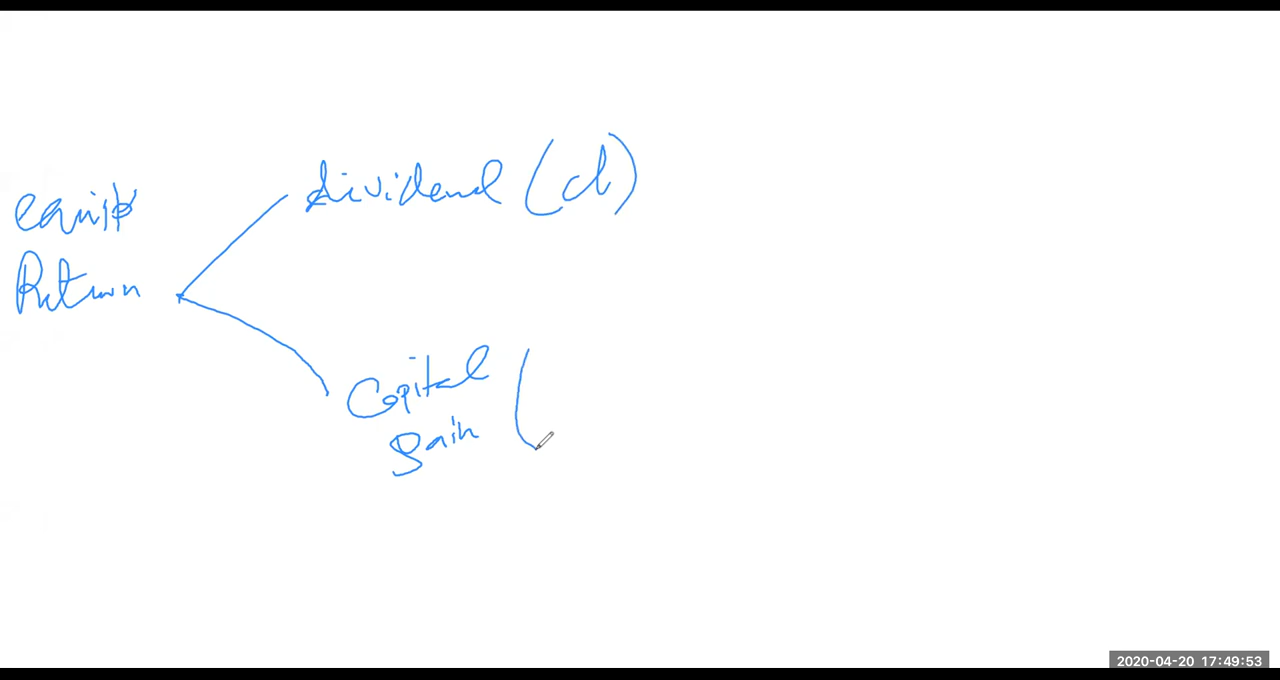 dividend (d)
equity
Return
Capital
gain (
2020-04-20 17:49:53